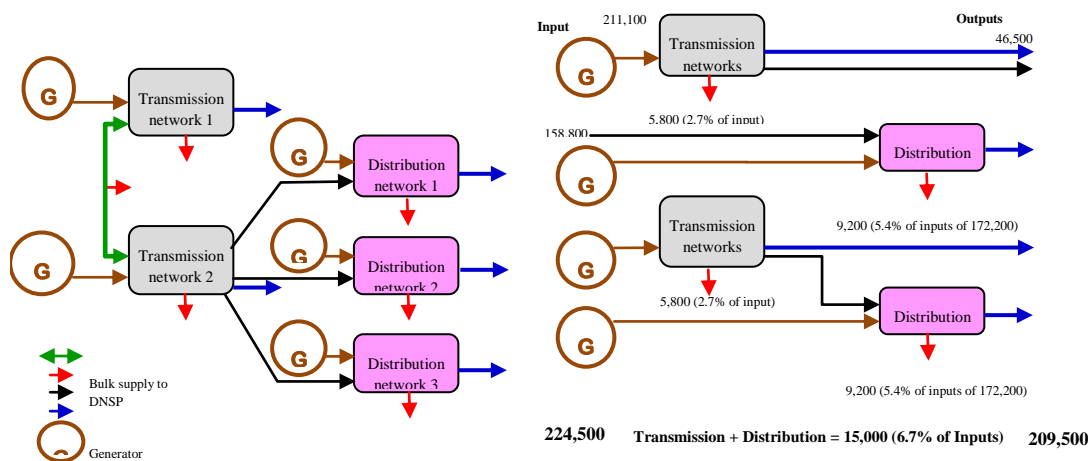 G
Transmission
network 1
G
Distribution
network 1
G
Transmission
network 2
G
Distribution
network 2
G
Distribution
network 3
Bulk supply to
DNSP
G
Generator
Input
211,100
Outputs
46,500
G
Transmission
networks
5,800 (2.7% of input)
158,800
G
Distribution
9,200 (5.4% of inputs of 172,200)
G
Transmission
networks
5,800 (2.7% of input)
G
Distribution
9,200 (5.4% of inputs of 172,200)
224,500
Transmission + Distribution = 15,000 (6.7% of Inputs)
209,500